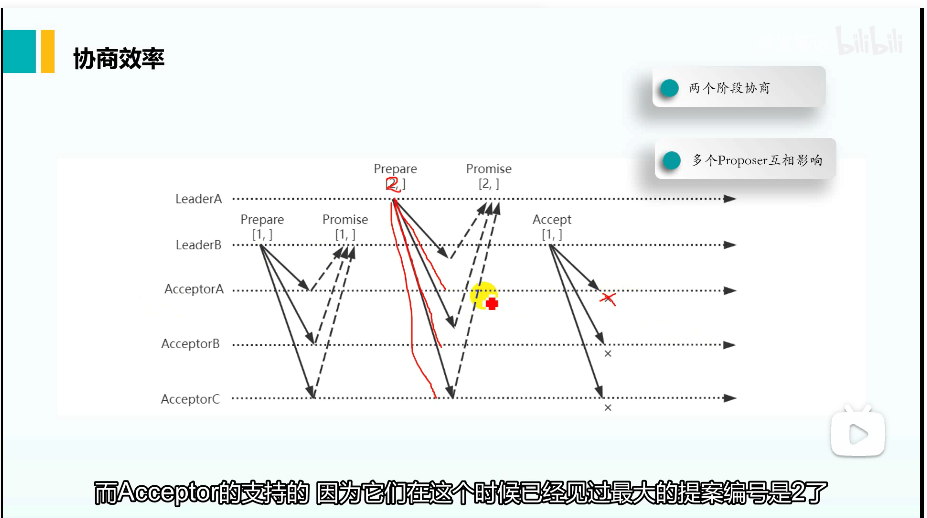 协商效率
bilibili
两个阶段协商
多个Proposer互相影响
Prepare
[2, ]
Promise
[2, ]
LeaderA
Prepare
[1, ]
Promise
[1, ]
Accept
[1, ]
LeaderB
AcceptorA
×
AcceptorB
×
AcceptorC
×
而Acceptor的支持的 因为它们在这个时候已经见过最大的提案编号是2了